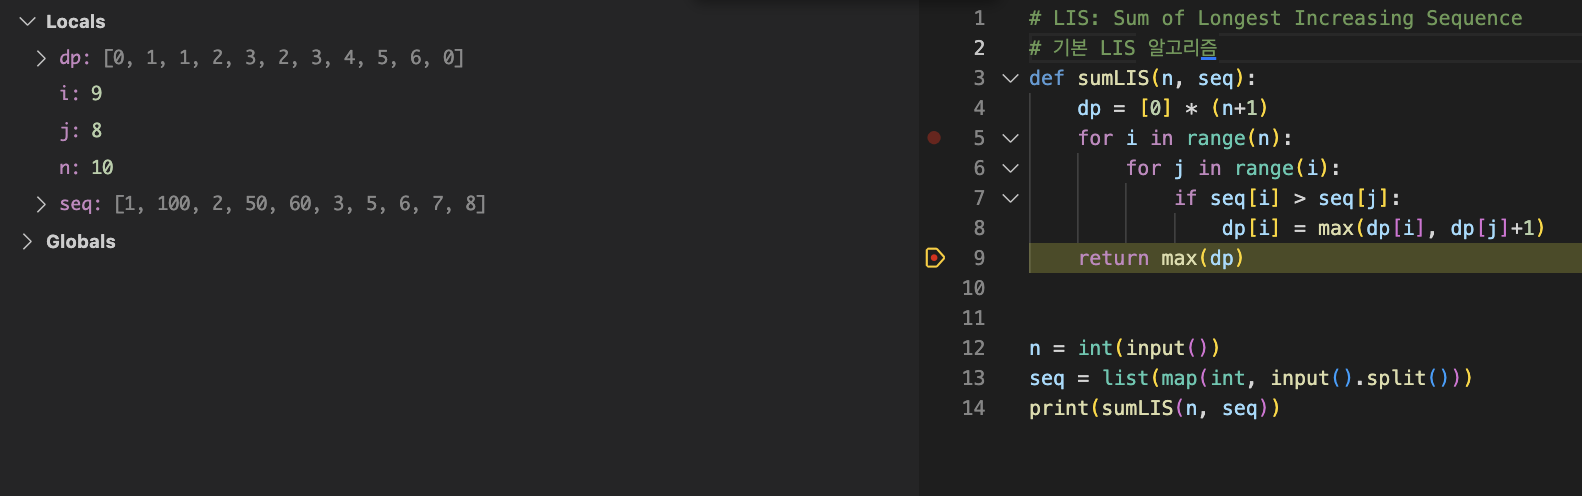 Locals
dp: [0, 1, 1, 2, 3, 2, 3, 4, 5, 6, 0]
i: 9
j: 8
n: 10
seq: [1, 100, 2, 50, 60, 3, 5, 6, 7, 8]
Globals
1 # LIS: Sum of Longest Increasing Sequence
2 # 기본 LIS 알고리즘
3 def sumLIS(n, seq):
4     dp = [0] * (n+1)
5     for i in range(n):
6         for j in range(i):
7             if seq[i] > seq[j]:
8                 dp[i] = max(dp[i], dp[j]+1)
9     return max(dp)
10
11
12 n = int(input())
13 seq = list(map(int, input().split()))
14 print(sumLIS(n, seq))